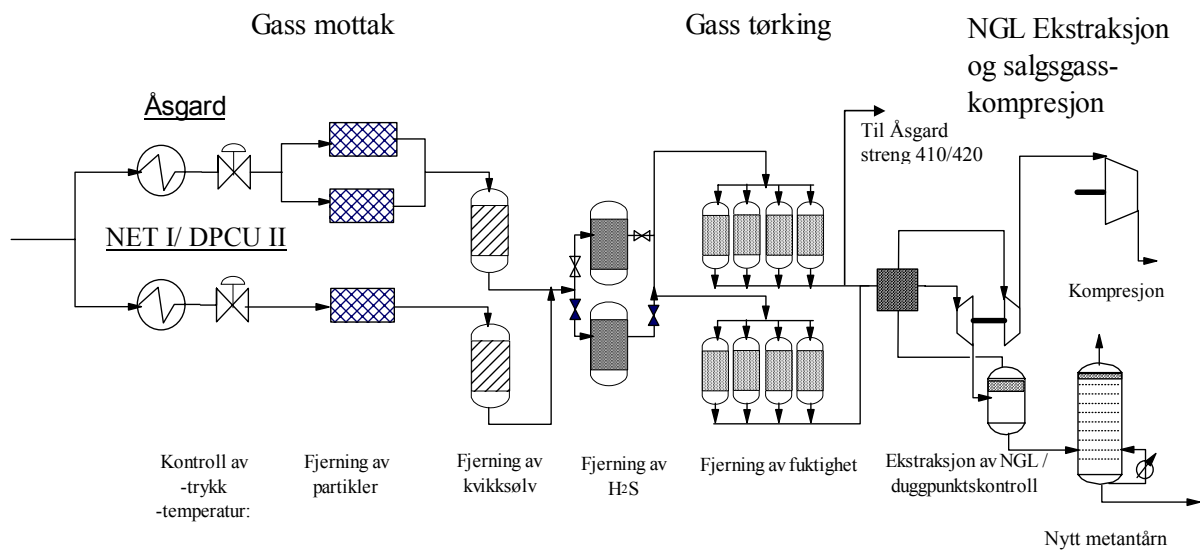 Gass mottak
Gass tørking
NGL Ekstraksjon
og salgsgass-
kompresjon
Åsgard
Til Åsgard
streng 410/420
NET I/ DPCU II
Kompresjon
Kontroll av
-trykk
-temperatur:
Fjerning av
partikler
Fjerning av
kvikksølv
Fjerning av
H2S
Fjerning av fuktighet
Ekstraksjon av NGL /
duggpunktskontroll
Nytt metantårn